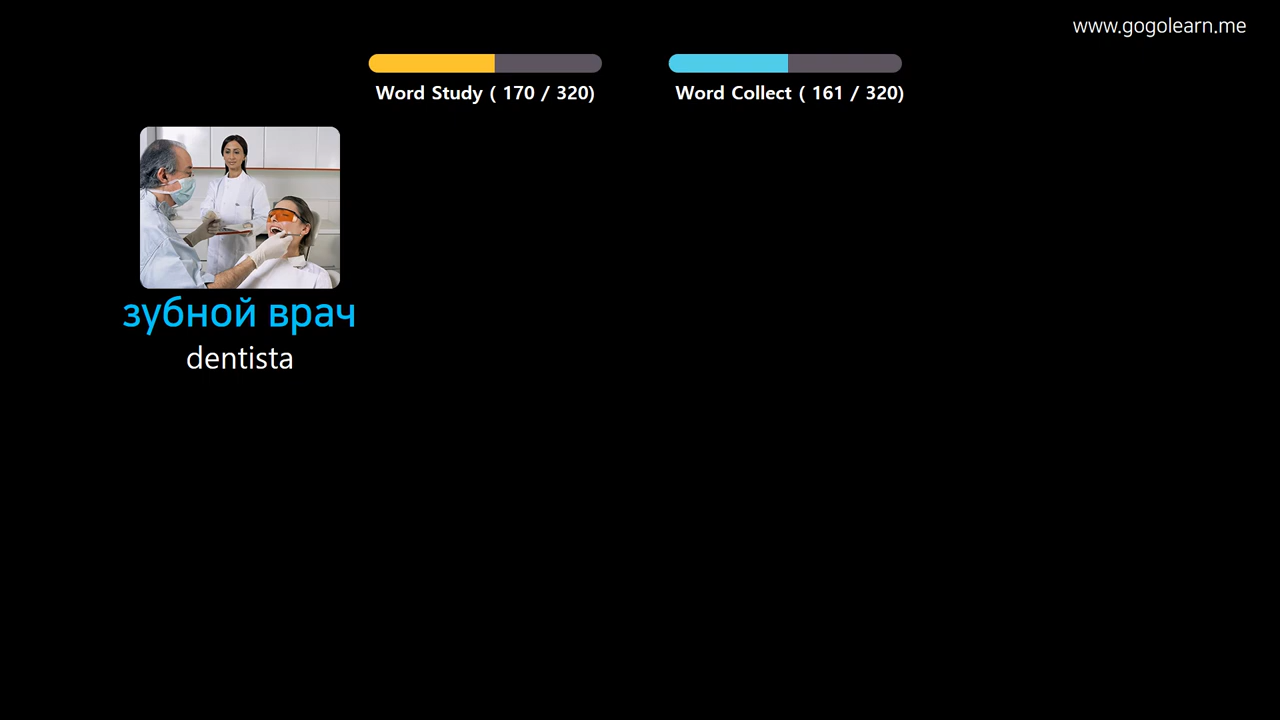 www.gogolearn.me
Word Study ( 170 / 320)
Word Collect ( 161 / 320)
зубной врач
dentista